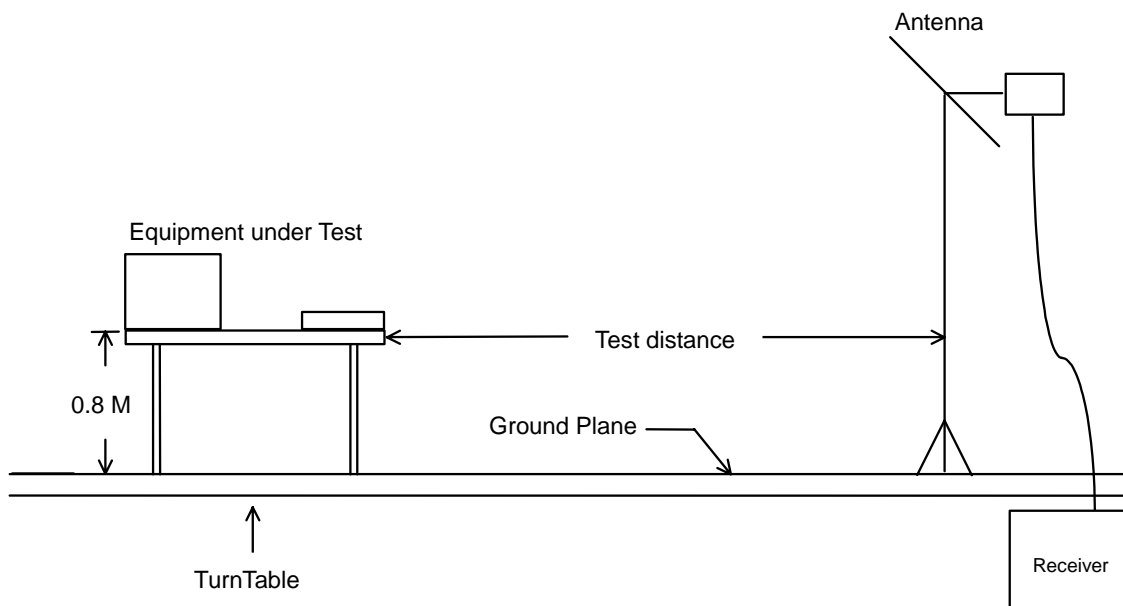 Antenna
Equipment under Test
Test distance
0.8 M
Ground Plane
TurnTable
Receiver